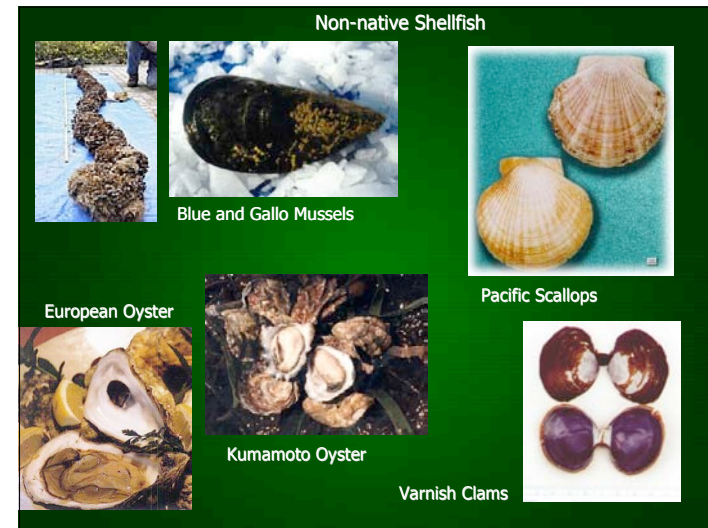 Non-native Shellfish
Blue and Gallo Mussels
Pacific Scallops
European Oyster
Kumamoto Oyster
Varnish Clams